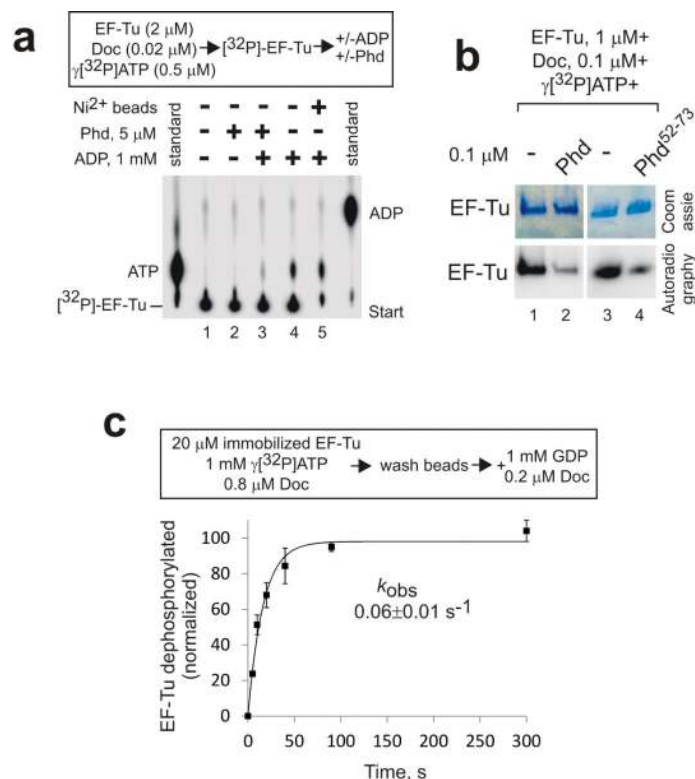 a
EF-Tu (2 μM)
Doc (0.02 μM)
γ[³²P]ATP (0.5 μM)
[³²P]-EF-Tu
+/-ADP
+/-Phd
standard
Ni²⁺ beads - - - - +
Phd, 5 μM - + + - -
ADP, 1 mM - - + + +
standard
ADP
ATP
[³²P]-EF-Tu
Start
1 2 3 4 5
b
EF-Tu, 1 μM+
Doc, 0.1 μM+
γ[³²P]ATP+
0.1 μM - Phd - Phd⁵²⁻⁷³
EF-Tu
Coom
assie
EF-Tu
Autoradio
graphy
1 2 3 4
c
20 μM immobilized EF-Tu
1 mM γ[³²P]ATP
0.8 μM Doc
wash beads
+ 1 mM GDP
0.2 μM Doc
EF-Tu dephosphorylated
(normalized)
100
80
60
40
20
0
kobs
0.06±0.01 s⁻¹
0 50 100 150 200 250 300
Time, s